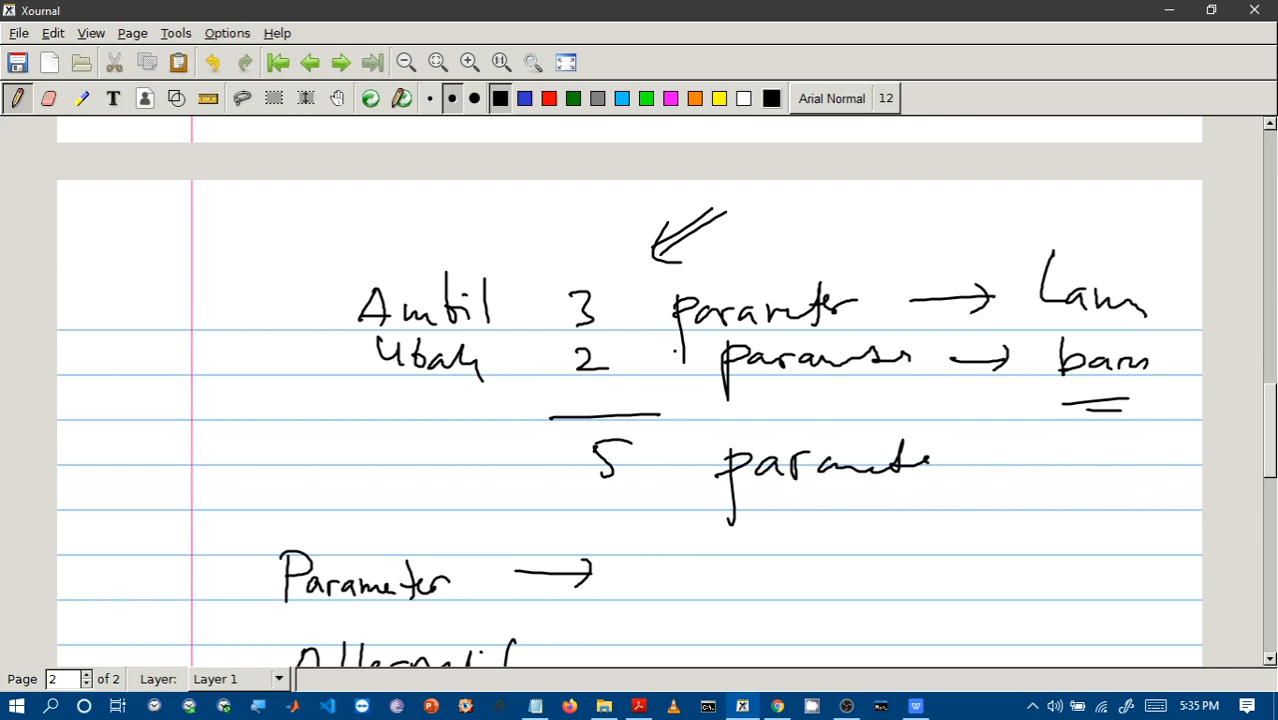 Xournal
File Edit View Page Tools Options Help
Arial Normal 12
Ambil 3 parameter → Lama
Ubah 2 parameter → baru
5 parameter
Parameter →
Alternatif
Page 2 of 2 Layer: Layer 1
5:35 PM